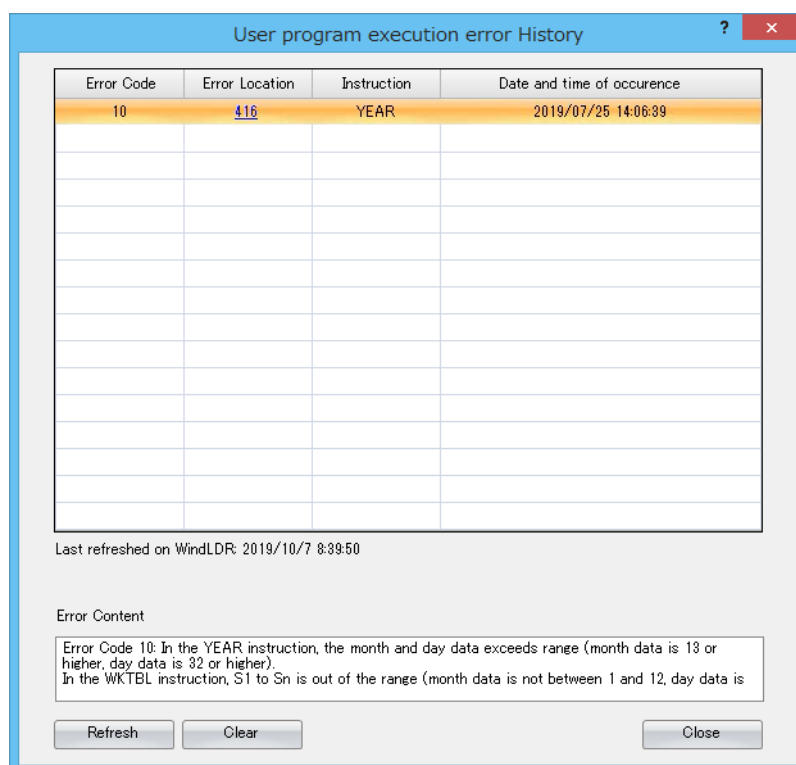 User program execution error History
?
×
Error Code Error Location Instruction Date and time of occurence
10 416 YEAR 2019/07/25 14:06:39
Last refreshed on WindLDR: 2019/10/7 8:39:50
Error Content
Error Code 10: In the YEAR instruction, the month and day data exceeds range (month data is 13 or
higher, day data is 32 or higher).
In the WKTBL instruction, S1 to Sn is out of the range (month data is not between 1 and 12, day data is
Refresh Clear Close